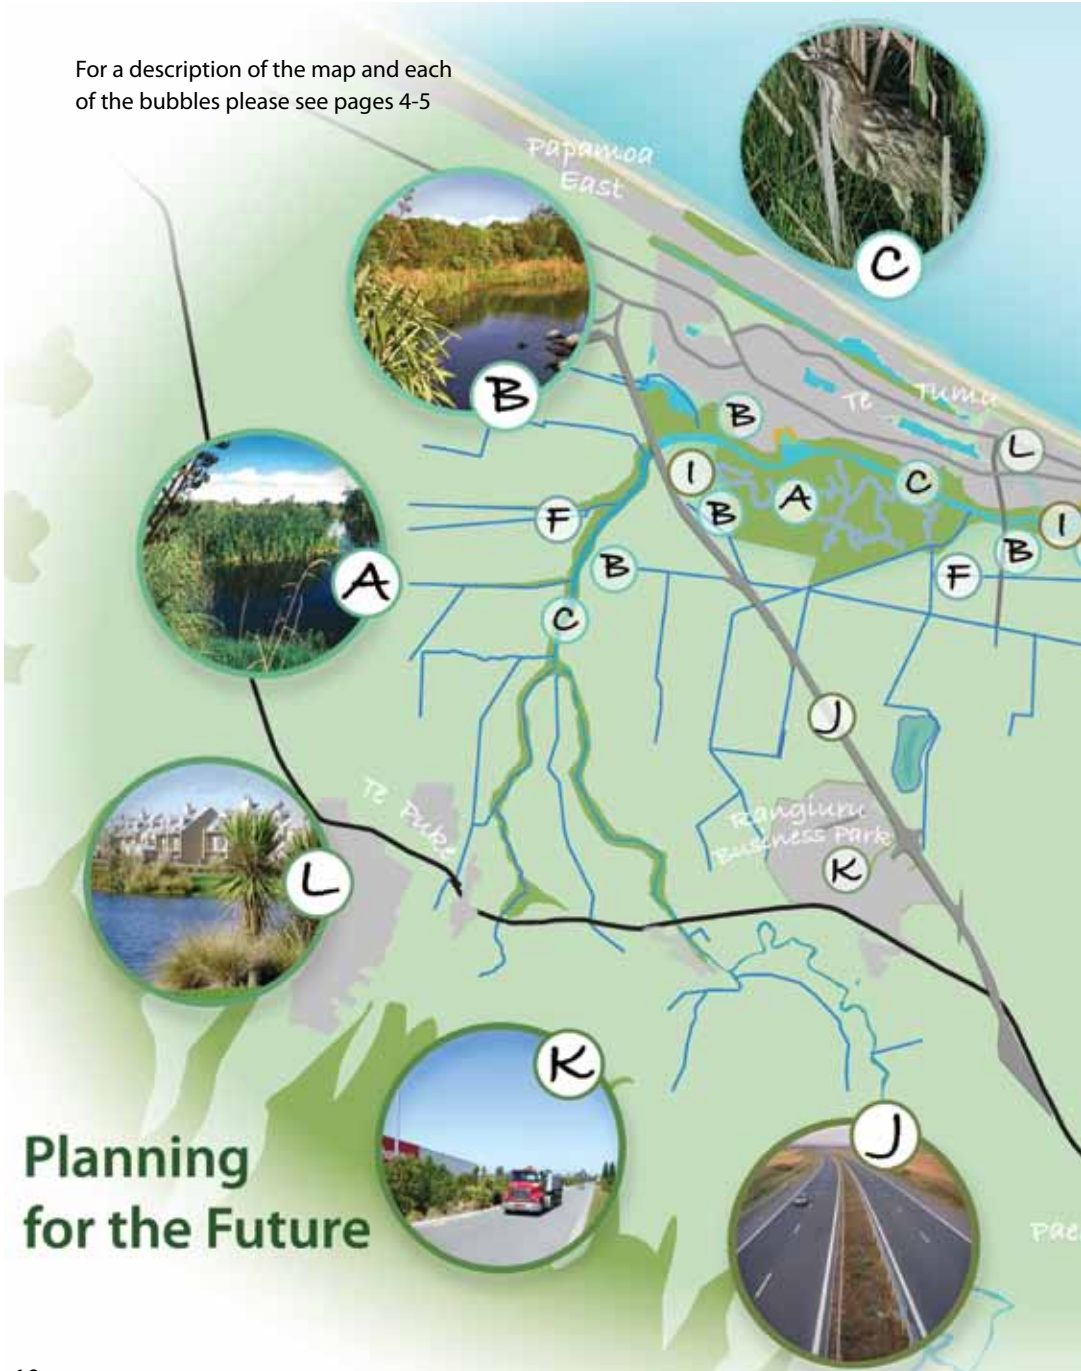 For a description of the map and each
of the bubbles please see pages 4-5
Papamoa
East
C
B
Te Tumu
B
L
I
C
A
B
I
F
B
F
B
A
C
J
Te Puke
Rangiuru
Business Park
K
L
K
J
Planning
for the Future